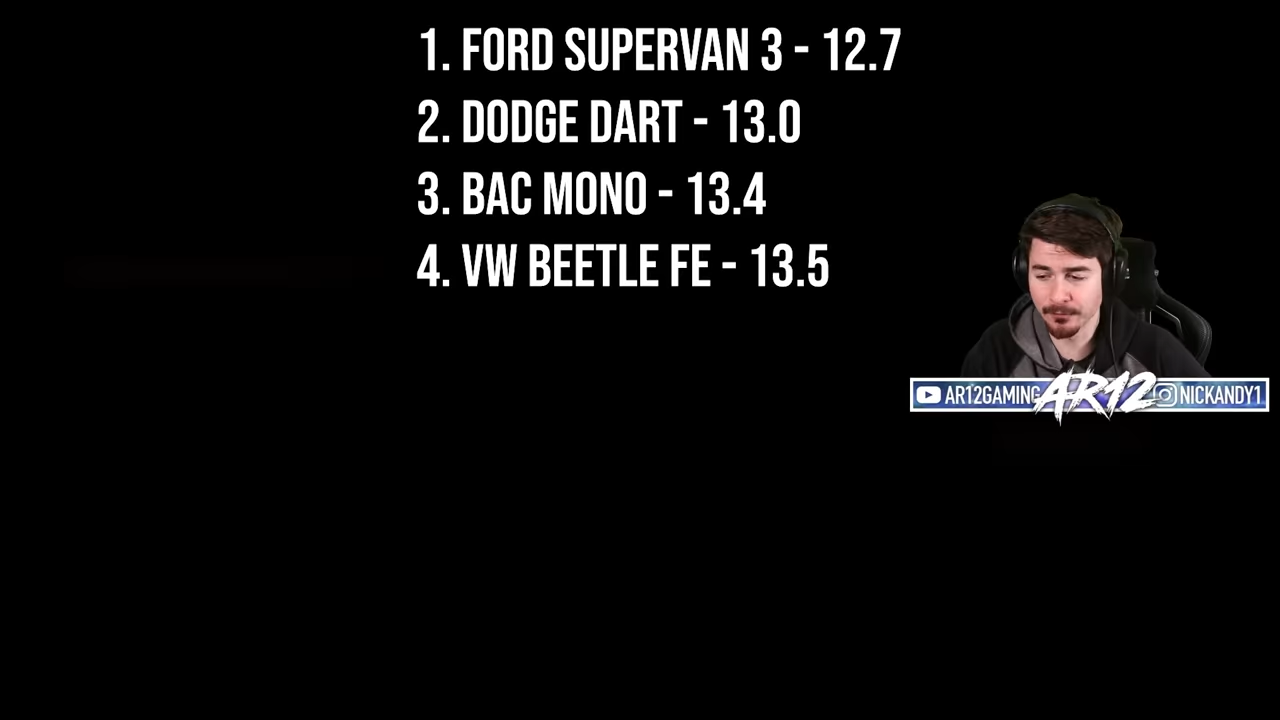 1. FORD SUPERVAN 3 - 12.7
2. DODGE DART - 13.0
3. BAC MONO - 13.4
4. VW BEETLE FE - 13.5
AR12GAMING AR12 NICKANDY1